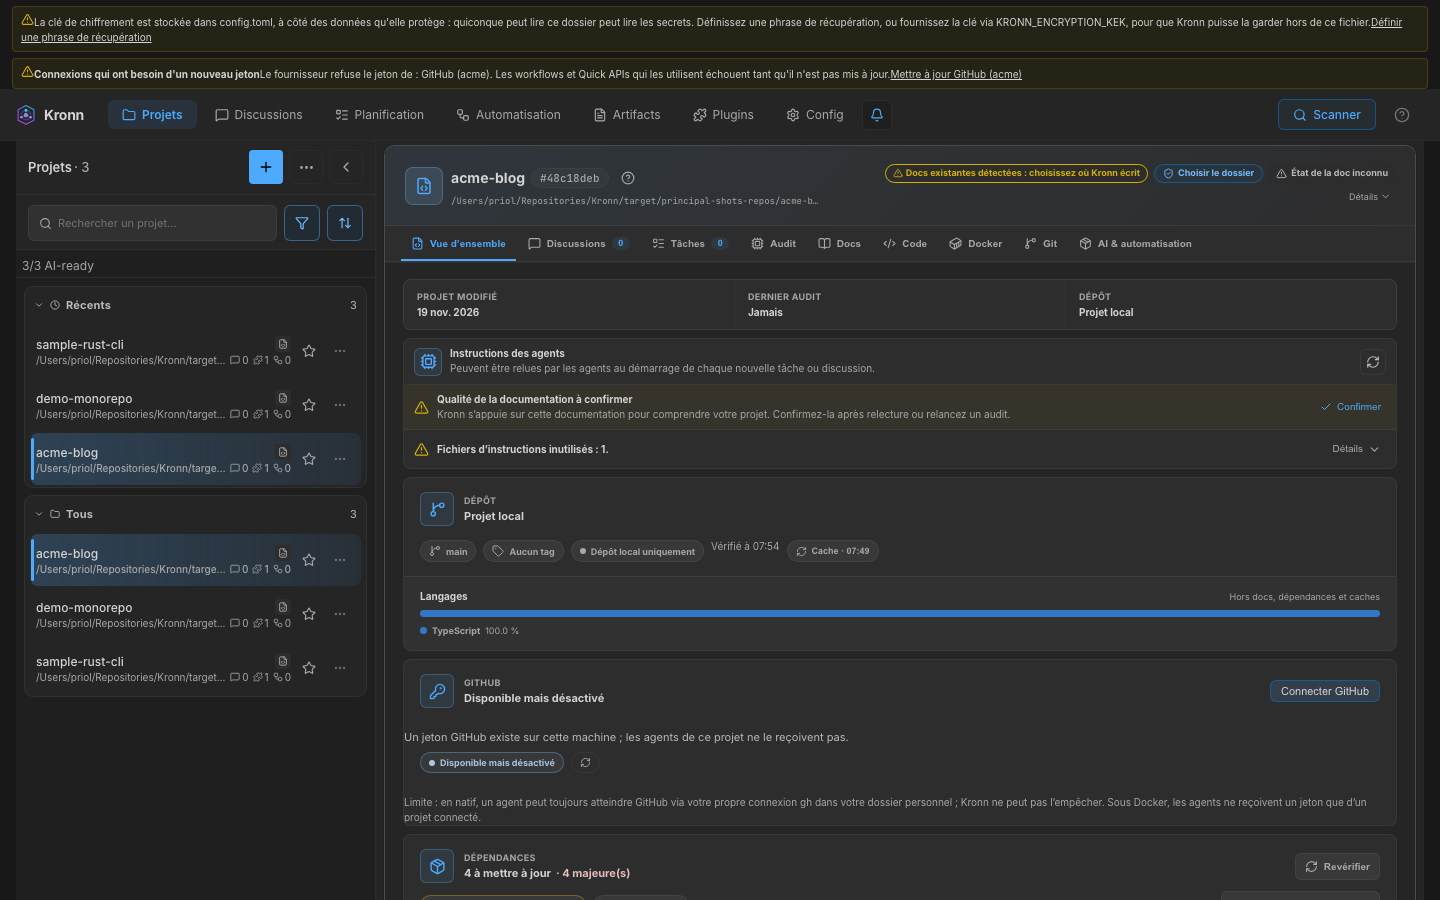 La clé de chiffrement est stockée dans config.toml, à côté des données qu'elle protège : quiconque peut lire ce dossier peut lire les secrets. Définissez une phrase de récupération, ou fournissez la clé via KRONN_ENCRYPTION_KEK, pour que Kronn puisse la garder hors de ce fichier.Définir
une phrase de récupération
Connexions qui ont besoin d'un nouveau jetonLe fournisseur refuse le jeton de : GitHub (acme). Les workflows et Quick APIs qui les utilisent échouent tant qu'il n'est pas mis à jour.Mettre à jour GitHub (acme)
Kronn Projets Discussions Planification Automatisation Artifacts Plugins Config Scanner
Projets · 3
Rechercher un projet...
3/3 AI-ready
Récents 3
sample-rust-cli
/Users/priol/Repositories/Kronn/target... 0 1 0
demo-monorepo
/Users/priol/Repositories/Kronn/target... 0 1 0
acme-blog
/Users/priol/Repositories/Kronn/targe... 0 1 0
Tous 3
acme-blog
/Users/priol/Repositories/Kronn/targe... 0 1 0
demo-monorepo
/Users/priol/Repositories/Kronn/target... 0 1 0
sample-rust-cli
/Users/priol/Repositories/Kronn/target... 0 1 0
acme-blog #48c18deb
/Users/priol/Repositories/Kronn/target/principal-shots-repos/acme-b…
Docs existantes détectées : choisissez où Kronn écrit Choisir le dossier État de la doc inconnu
Détails
Vue d'ensemble Discussions 0 Tâches 0 Audit Docs Code Docker Git AI & automatisation
PROJET MODIFIÉ DERNIER AUDIT DÉPÔT
19 nov. 2026 Jamais Projet local
Instructions des agents
Peuvent être relues par les agents au démarrage de chaque nouvelle tâche ou discussion.
Qualité de la documentation à confirmer
Kronn s'appuie sur cette documentation pour comprendre votre projet. Confirmez-la après relecture ou relancez un audit.
Confirmer
Fichiers d'instructions inutilisés : 1.
Détails
DÉPÔT
Projet local
main Aucun tag Dépôt local uniquement Vérifié à 07:54 Cache · 07:49
Langages Hors docs, dépendances et caches
TypeScript 100.0 %
GITHUB
Disponible mais désactivé
Connecter GitHub
Un jeton GitHub existe sur cette machine ; les agents de ce projet ne le reçoivent pas.
Disponible mais désactivé
Limite : en natif, un agent peut toujours atteindre GitHub via votre propre connexion gh dans votre dossier personnel ; Kronn ne peut pas l'empêcher. Sous Docker, les agents ne reçoivent un jeton que d'un
projet connecté.
DÉPENDANCES
4 à mettre à jour · 4 majeure(s)
Revérifier